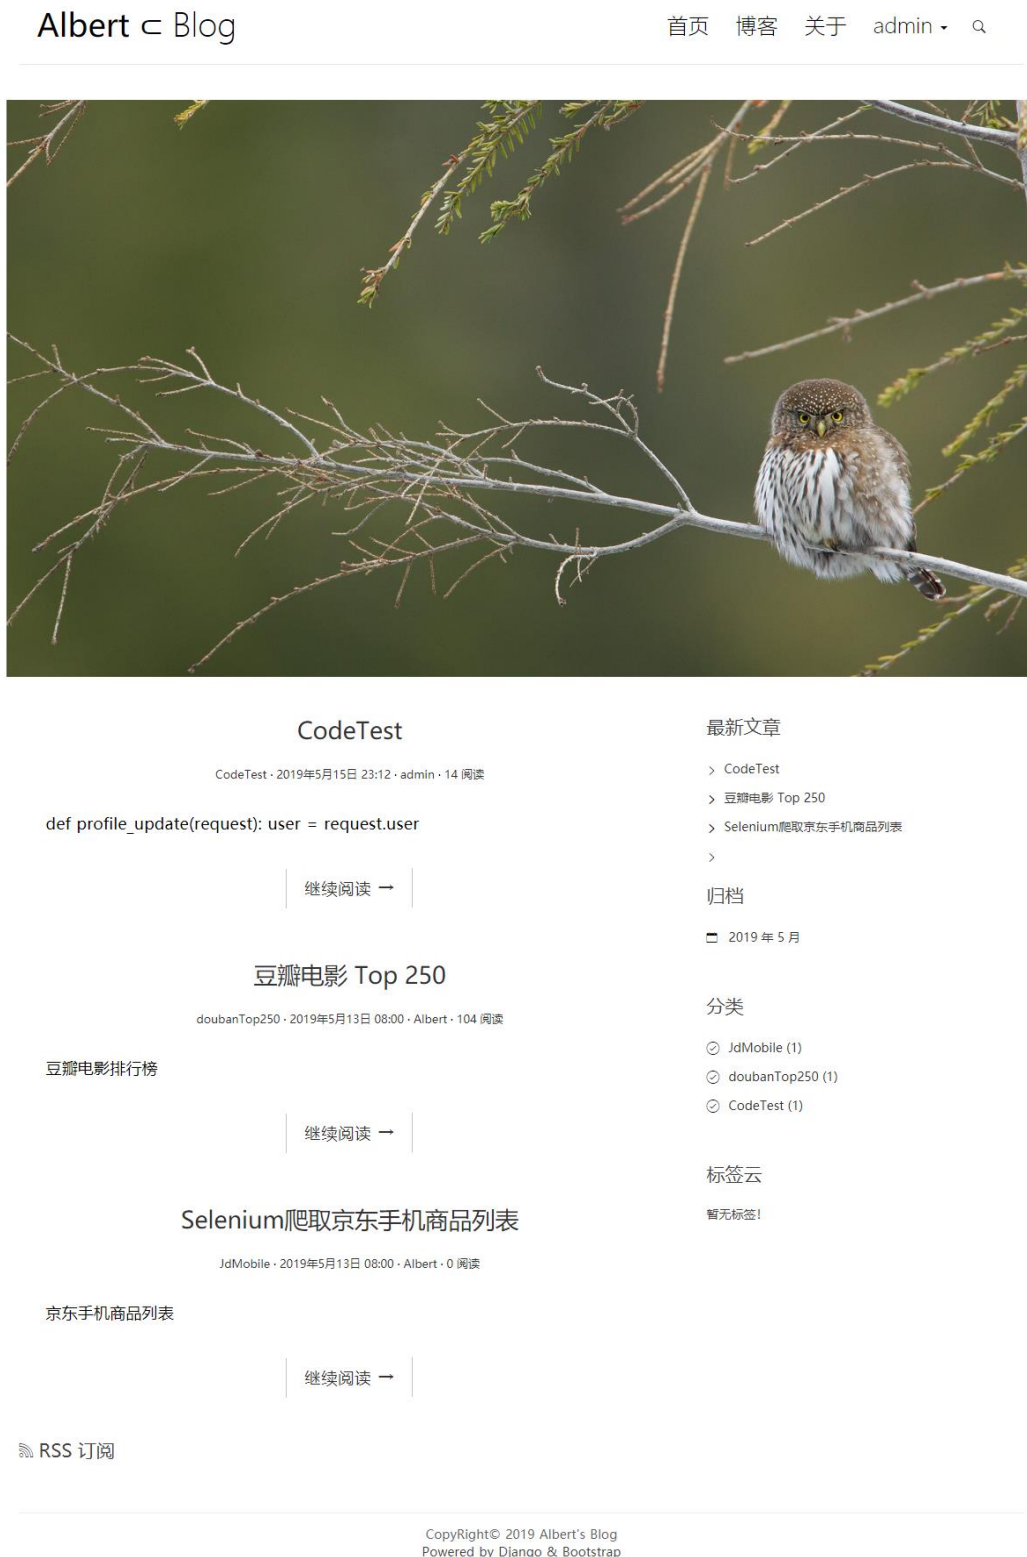 Albert ⊂ Blog
首页 博客 关于 admin
CodeTest
CodeTest · 2019年5月15日 23:12 · admin · 14 阅读
def profile_update(request): user = request.user
继续阅读 →
豆瓣电影 Top 250
doubanTop250 · 2019年5月13日 08:00 · Albert · 104 阅读
豆瓣电影排行榜
继续阅读 →
Selenium爬取京东手机商品列表
JdMobile · 2019年5月13日 08:00 · Albert · 0 阅读
京东手机商品列表
继续阅读 →
最新文章
CodeTest
豆瓣电影 Top 250
Selenium爬取京东手机商品列表
归档
2019 年 5 月
分类
JdMobile (1)
doubanTop250 (1)
CodeTest (1)
标签云
暂无标签！
RSS 订阅
CopyRight© 2019 Albert's Blog
Powered by Django & Bootstrap